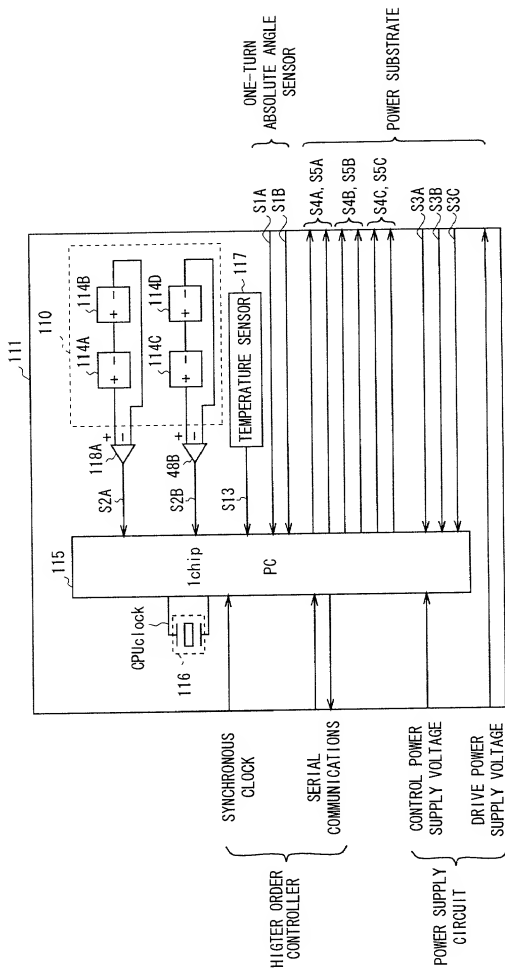 111
110
114A
+ -
114B
+ -
114C
+ -
114D
+ -
118A
+
-
48B
+
-
S2A
S2B
117
TEMPERATURE SENSOR
S13
115
1chip
PC
CPUclock
116
S1A
S1B
ONE-TURN
ABSOLUTE ANGLE
SENSOR
S4A, S5A
S4B, S5B
S4C, S5C
S3A
S3B
S3C
POWER SUBSTRATE
SYNCHRONOUS
CLOCK
SERIAL
COMMUNICATIONS
HIGTER ORDER
CONTROLLER
CONTROL POWER
SUPPLY VOLTAGE
DRIVE POWER
SUPPLY VOLTAGE
POWER SUPPLY
CIRCUIT